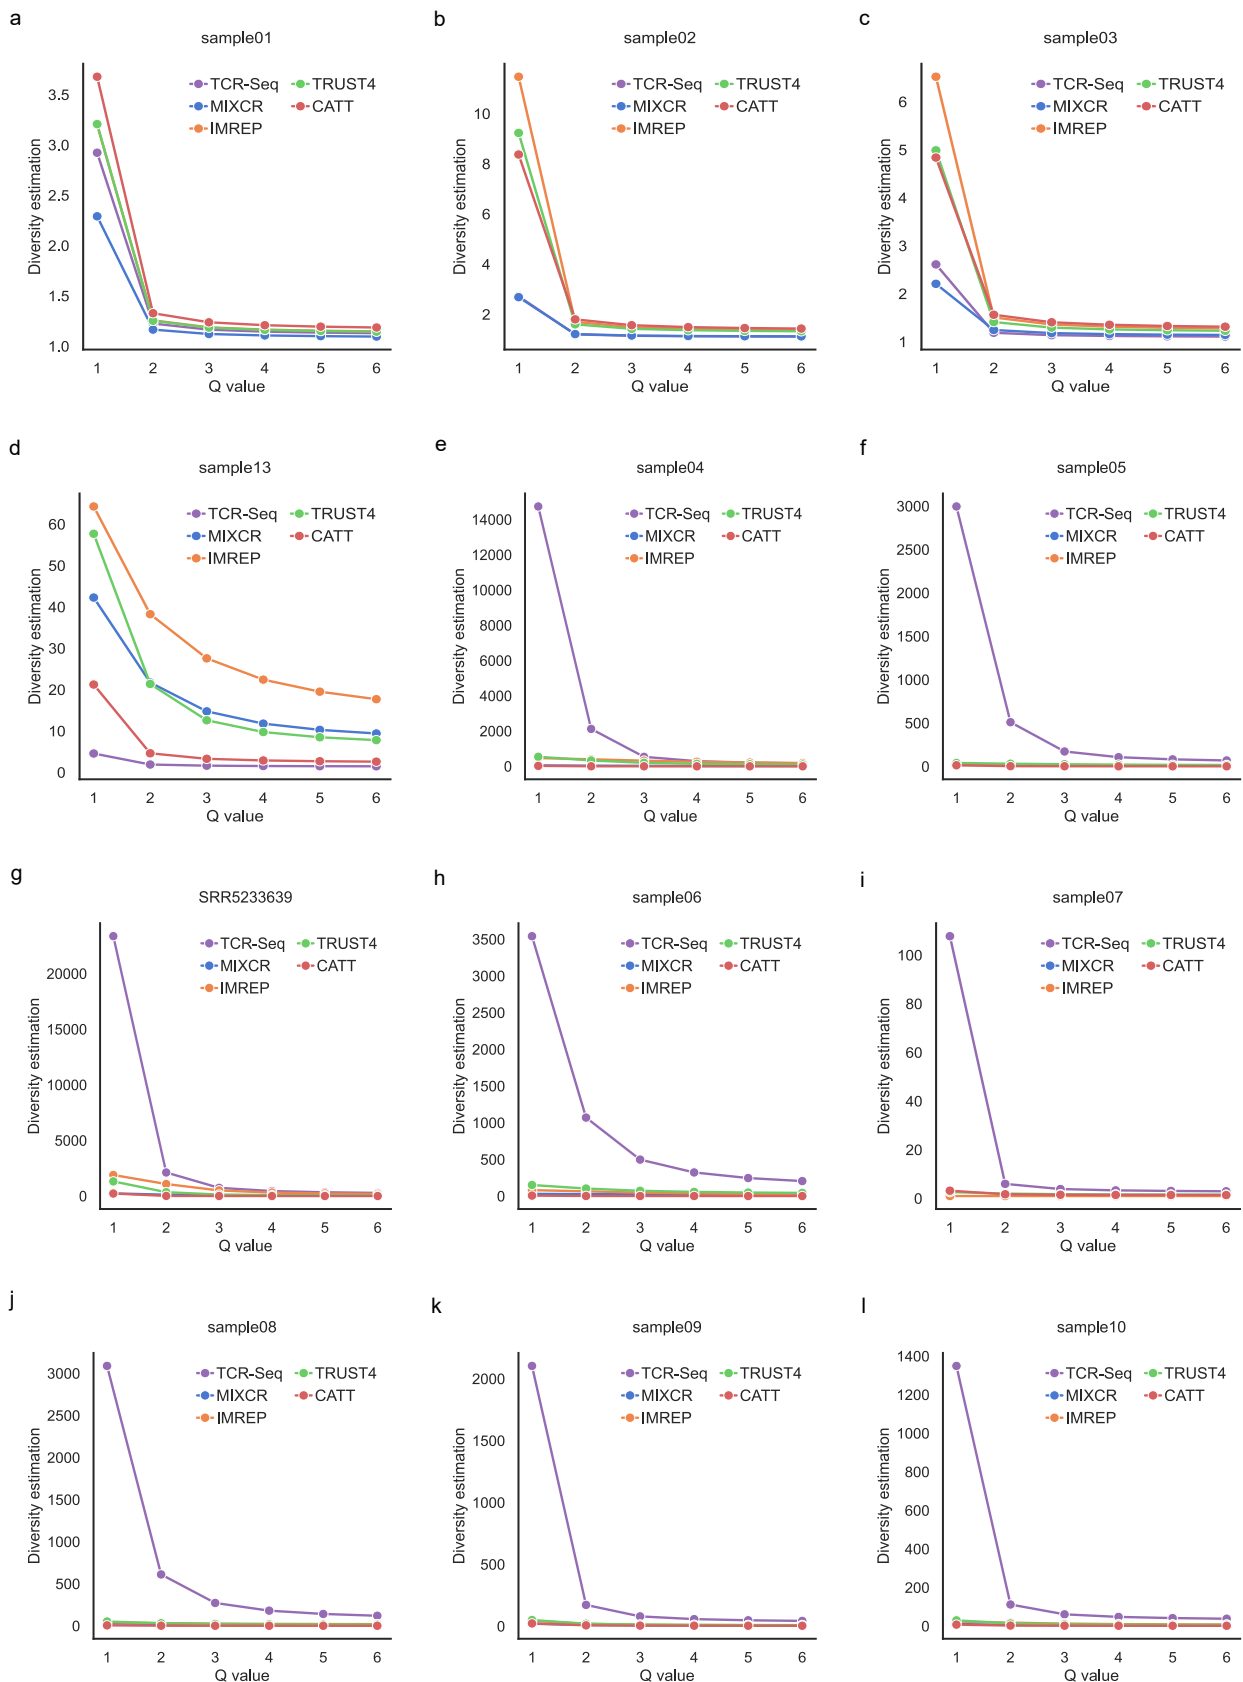 a
sample01
TCR-Seq TRUST4
MIXCR CATT
IMREP
Diversity estimation
3.5
3.0
2.5
2.0
1.5
1.0
1 2 3 4 5 6
Q value
b
sample02
TCR-Seq TRUST4
MIXCR CATT
IMREP
Diversity estimation
10
8
6
4
2
1 2 3 4 5 6
Q value
c
sample03
TCR-Seq TRUST4
MIXCR CATT
IMREP
Diversity estimation
6
5
4
3
2
1
1 2 3 4 5 6
Q value
d
sample13
TCR-Seq TRUST4
MIXCR CATT
IMREP
Diversity estimation
60
50
40
30
20
10
0
1 2 3 4 5 6
Q value
e
sample04
TCR-Seq TRUST4
MIXCR CATT
IMREP
Diversity estimation
14000
12000
10000
8000
6000
4000
2000
0
1 2 3 4 5 6
Q value
f
sample05
TCR-Seq TRUST4
MIXCR CATT
IMREP
Diversity estimation
3000
2500
2000
1500
1000
500
0
1 2 3 4 5 6
Q value
g
SRR5233639
TCR-Seq TRUST4
MIXCR CATT
IMREP
Diversity estimation
20000
15000
10000
5000
0
1 2 3 4 5 6
Q value
h
sample06
TCR-Seq TRUST4
MIXCR CATT
IMREP
Diversity estimation
3500
3000
2500
2000
1500
1000
500
0
1 2 3 4 5 6
Q value
i
sample07
TCR-Seq TRUST4
MIXCR CATT
IMREP
Diversity estimation
100
80
60
40
20
0
1 2 3 4 5 6
Q value
j
sample08
TCR-Seq TRUST4
MIXCR CATT
IMREP
Diversity estimation
3000
2500
2000
1500
1000
500
0
1 2 3 4 5 6
Q value
k
sample09
TCR-Seq TRUST4
MIXCR CATT
IMREP
Diversity estimation
2000
1500
1000
500
0
1 2 3 4 5 6
Q value
l
sample10
TCR-Seq TRUST4
MIXCR CATT
IMREP
Diversity estimation
1400
1200
1000
800
600
400
200
0
1 2 3 4 5 6
Q value